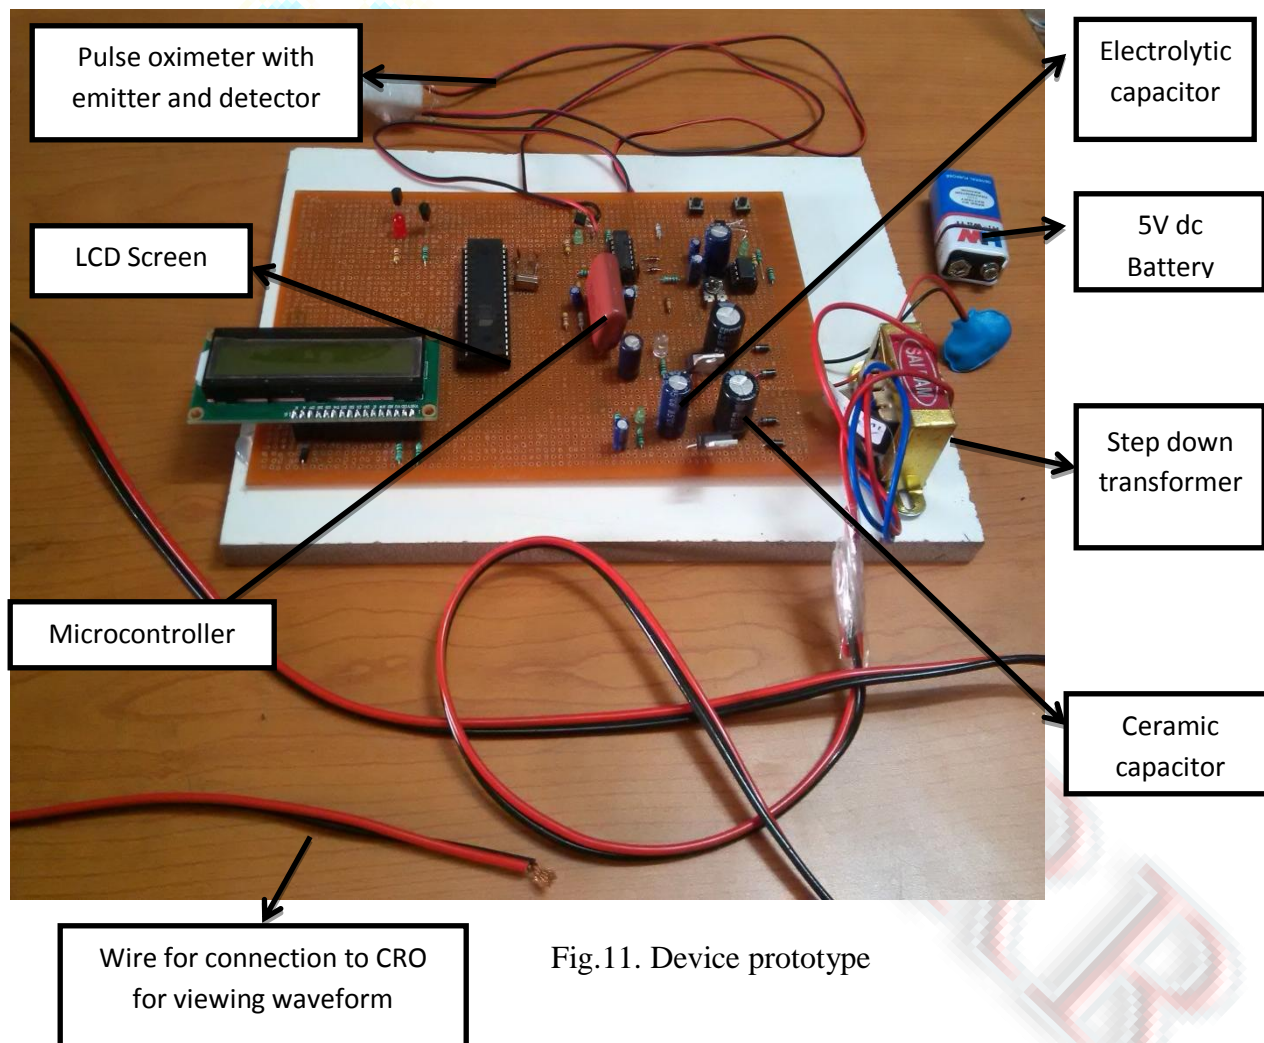 Pulse oximeter with
emitter and detector
Electrolytic
capacitor
5V dc
Battery
LCD Screen
SAI
Step down
transformer
Microcontroller
Ceramic
capacitor
Wire for connection to CRO
for viewing waveform
Fig.11. Device prototype